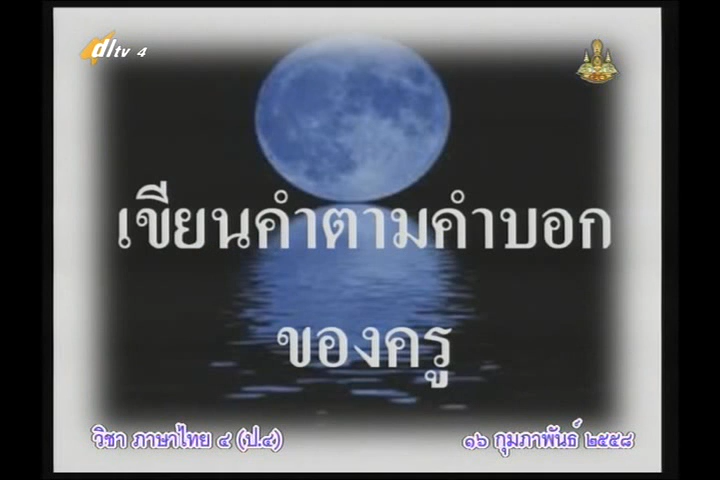 dltv 4
เขียนคำตามคำบอก
ของครู
วิชา ภาษาไทย ๔ (ป.๔)
๑๖ กุมภาพันธ์ ๒๕๕๘